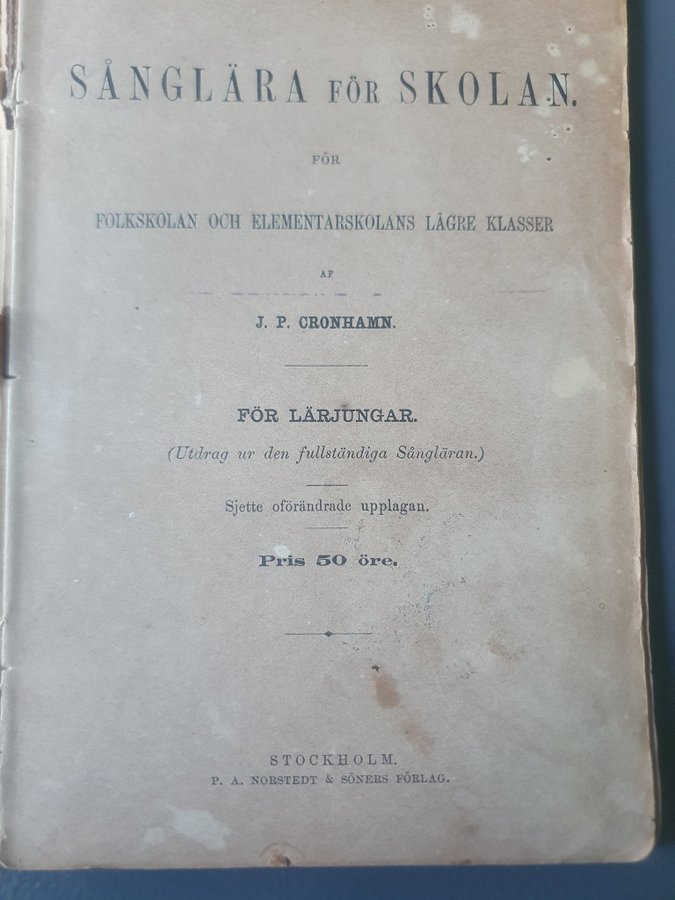 SÅNGLÄRA FÖR SKOLAN.
FÖR
FOLKSKOLAN OCH ELEMENTARSKOLANS LÄGRE KLASSER
AF
J. P. CRONHAMN.
FÖR LÄRJUNGAR.
(Utdrag ur den fullständiga Sångläran.)
Sjette oförändrade upplagan.
Pris 50 öre.
STOCKHOLM.
P. A. NORSTEDT & SÖNERS FÖRLAG.